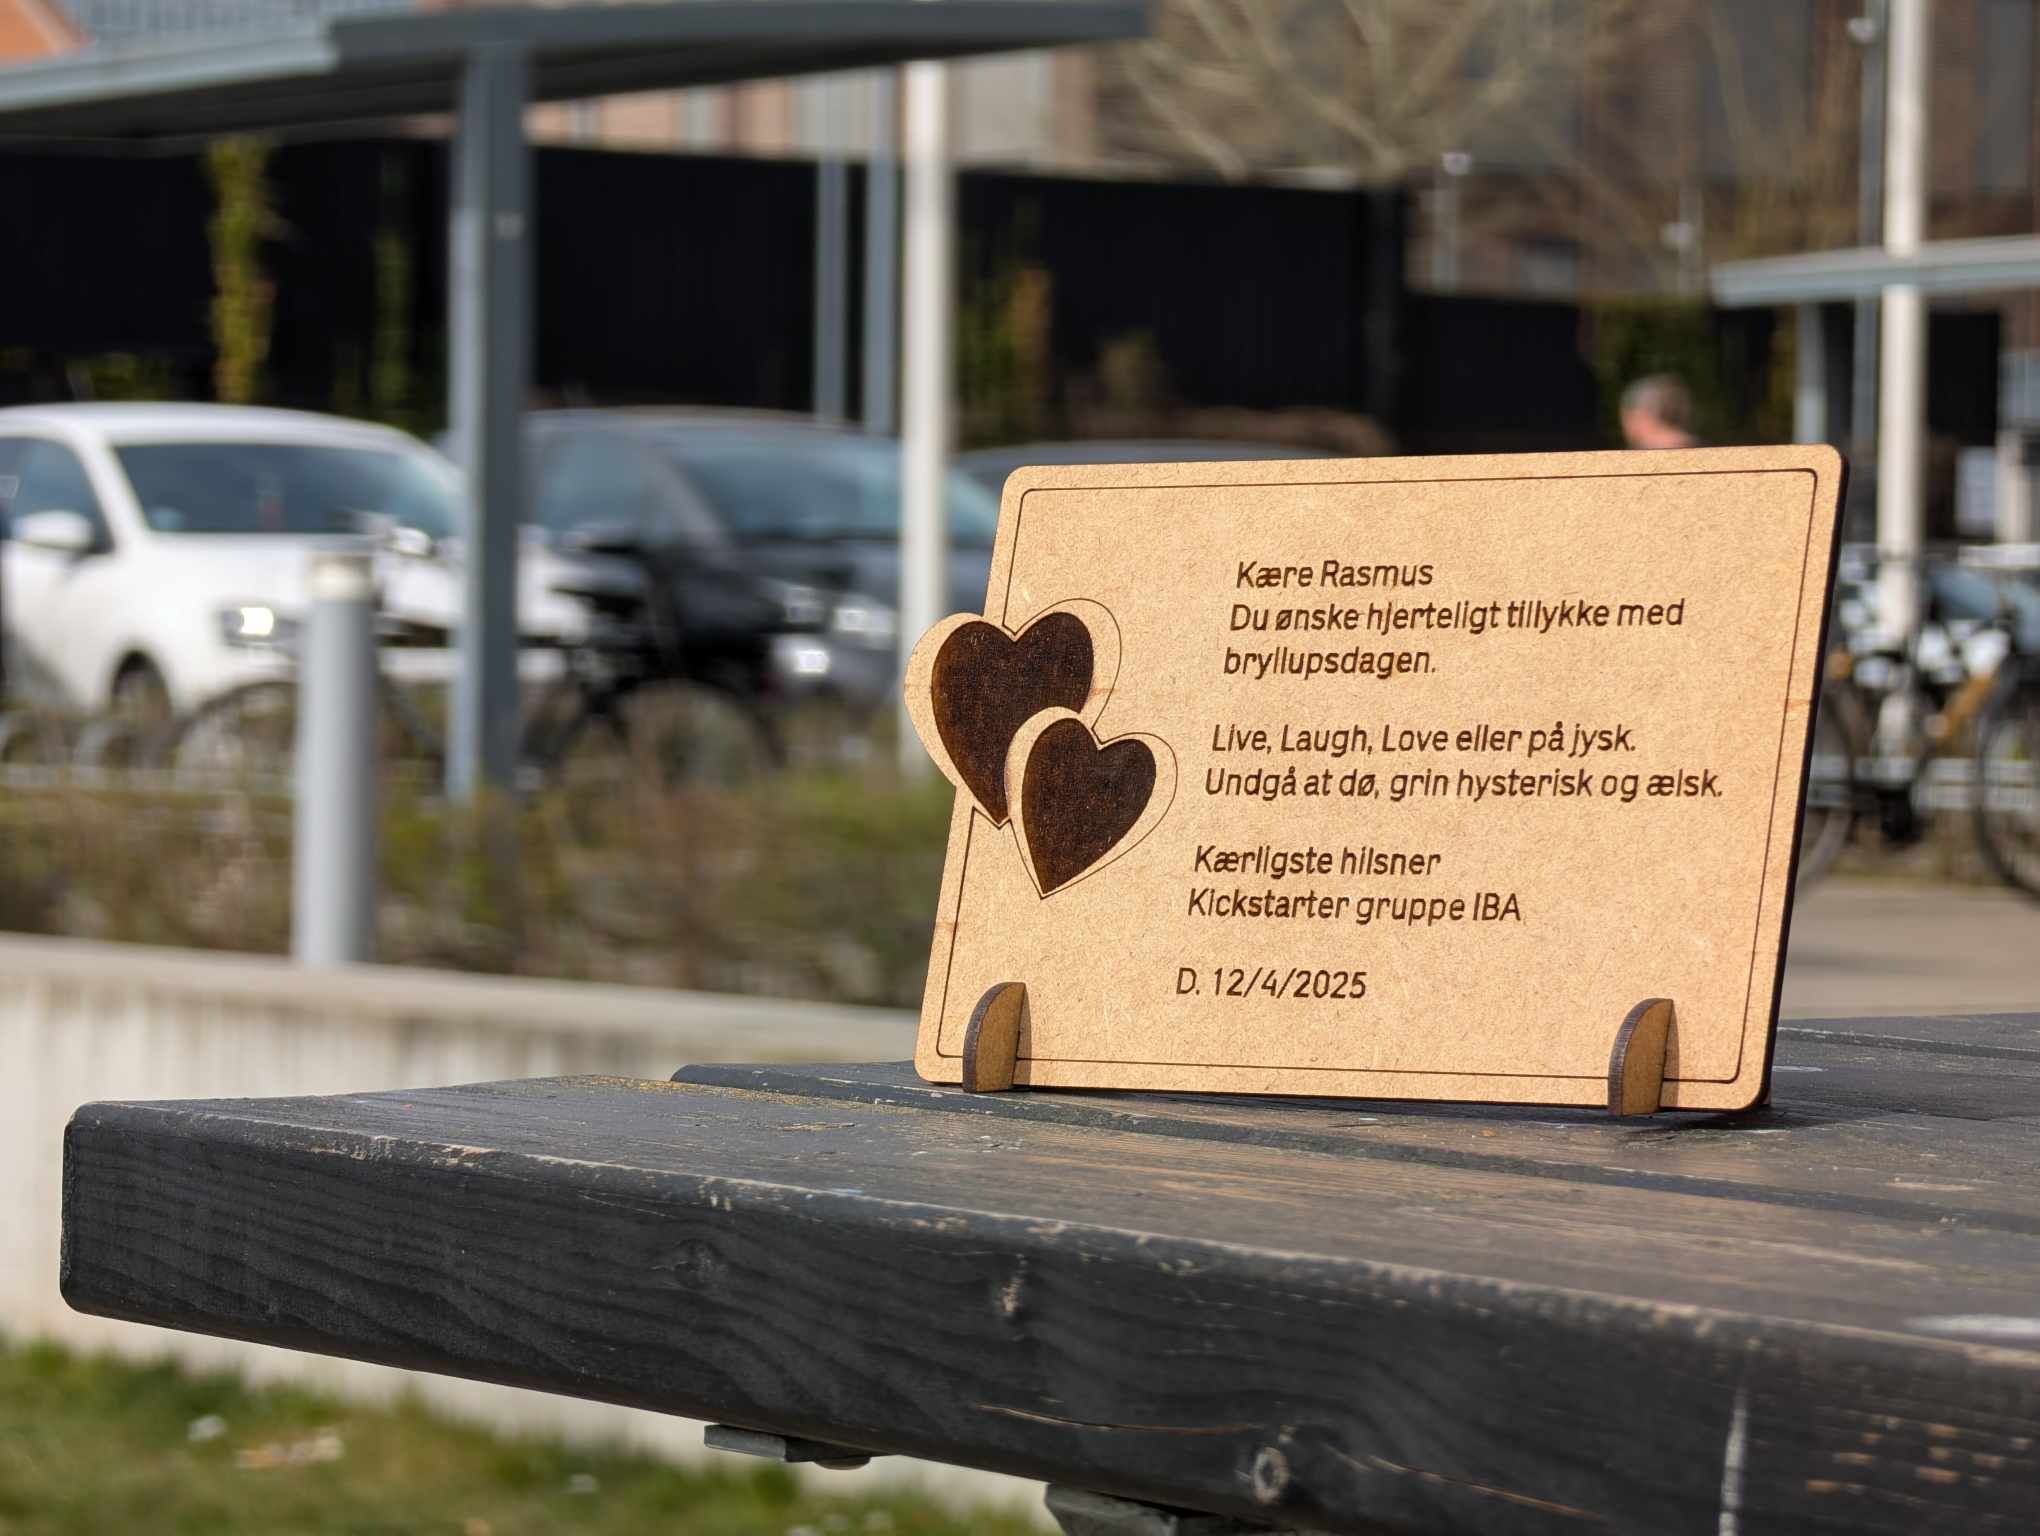 Kære Rasmus
Du ønske hjerteligt tillykke med
bryllupsdagen.
Live, Laugh, Love eller på jysk.
Undgå at dø, grin hysterisk og ælsk.
Kærligste hilsner
Kickstarter gruppe IBA
D. 12/4/2025